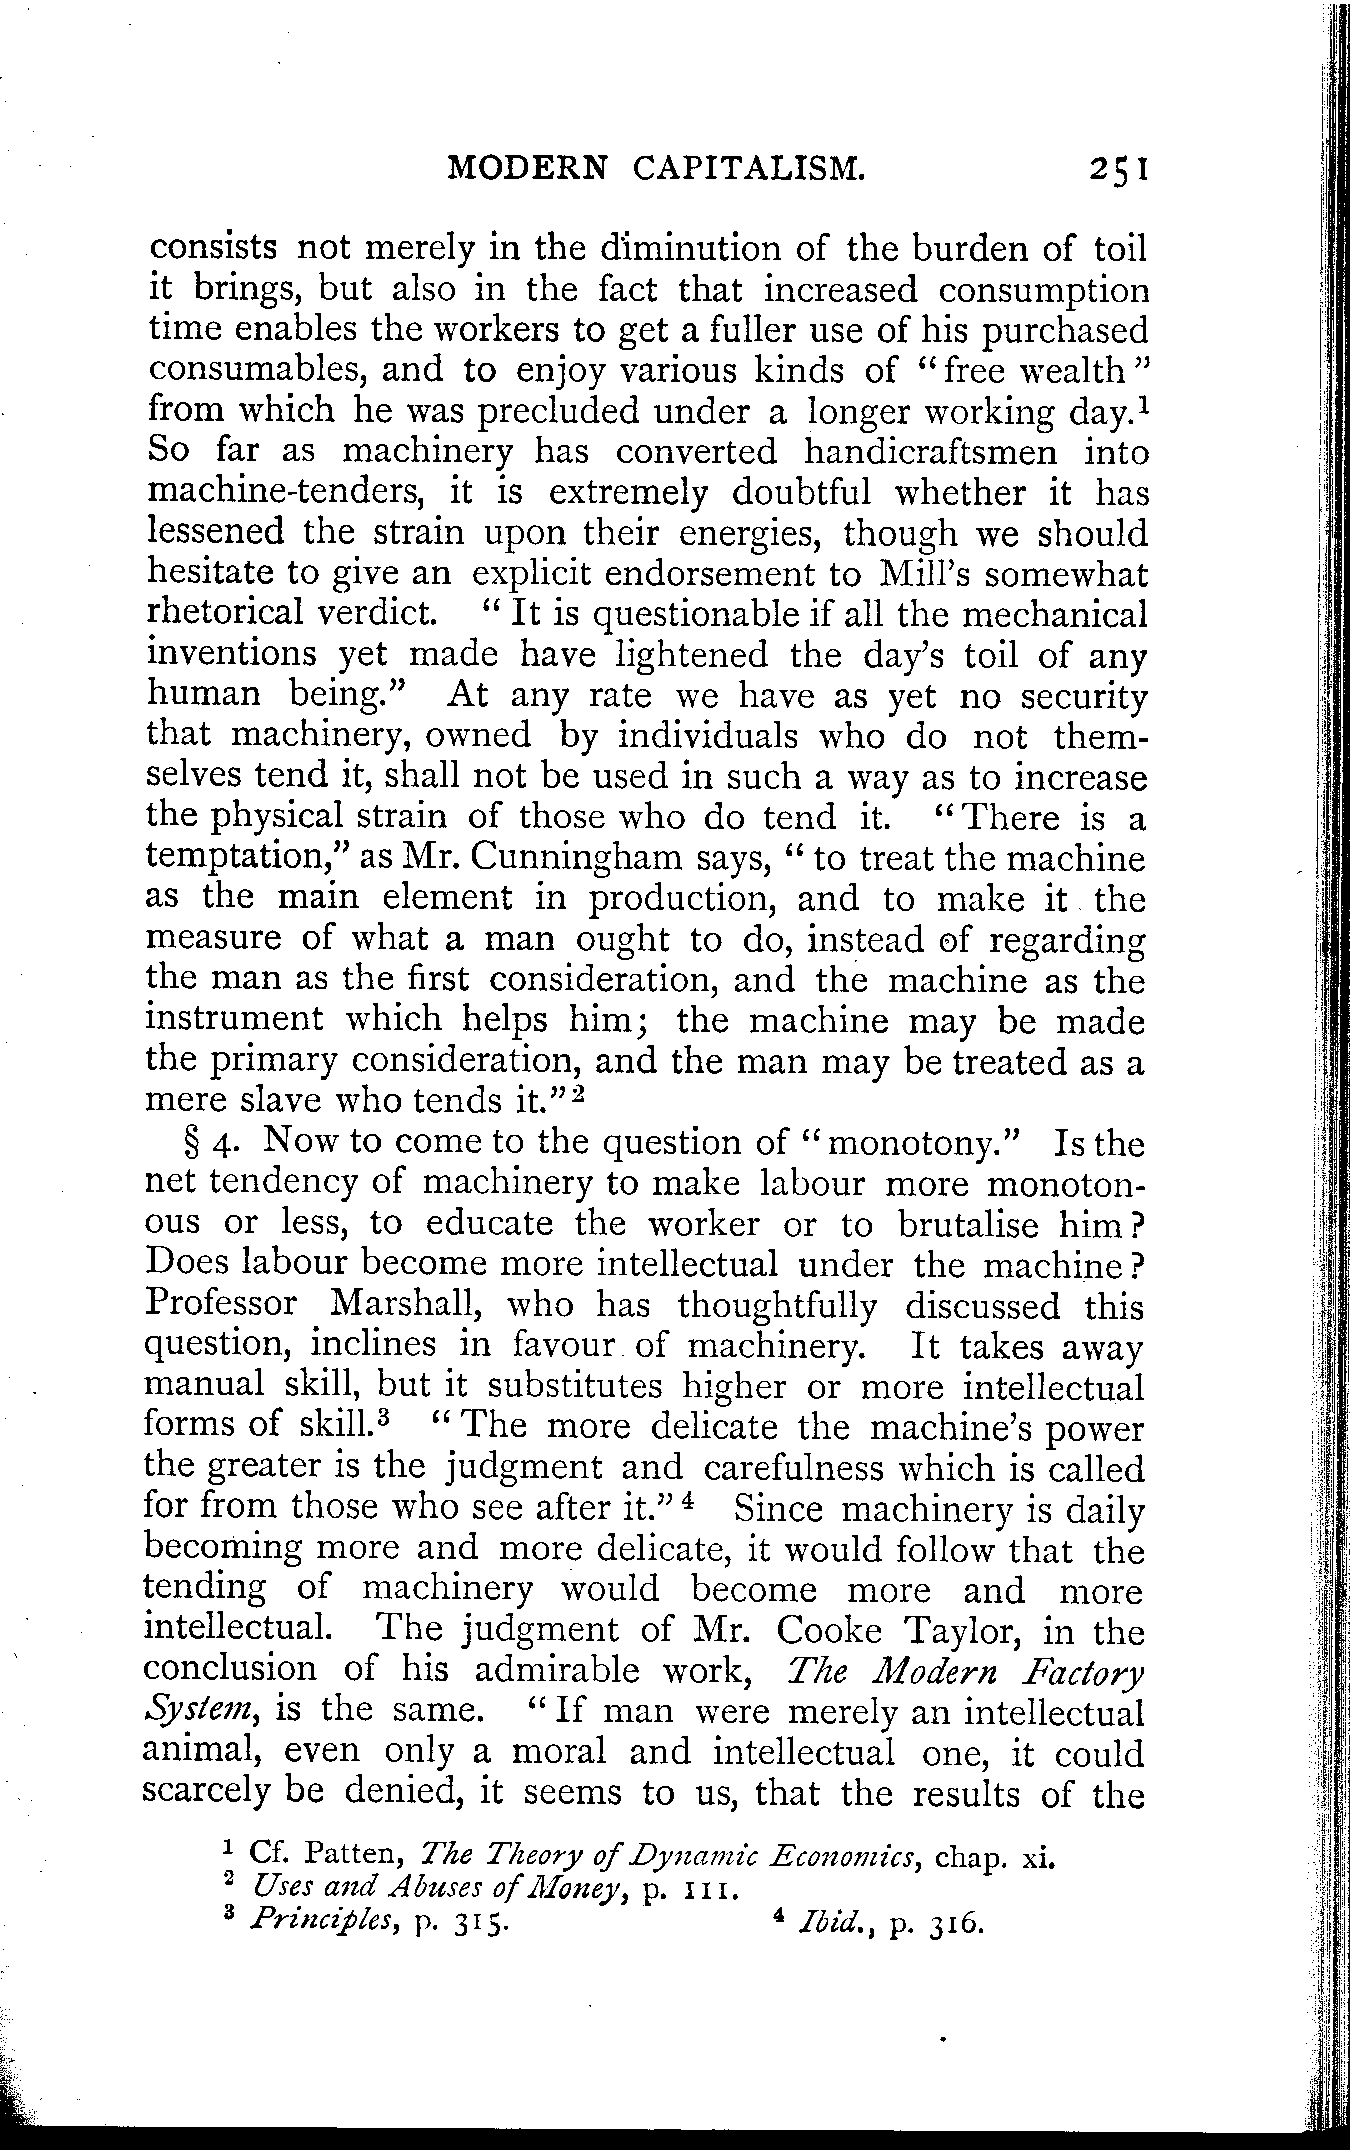 MODERN CAPITALISM. 251
consists not merely in the diminution of the burden of toil
it brings, but also in the fact that increased consumption
time enables the workers to get a fuller use of his purchased
consumables, and to enjoy various kinds of “free wealth”
from which he was precluded under a longer working day.¹
So far as machinery has converted handicraftsmen into
machine-tenders, it is extremely doubtful whether it has
lessened the strain upon their energies, though we should
hesitate to give an explicit endorsement to Mill’s somewhat
rhetorical verdict. “It is questionable if all the mechanical
inventions yet made have lightened the day’s toil of any
human being.” At any rate we have as yet no security
that machinery, owned by individuals who do not them-
selves tend it, shall not be used in such a way as to increase
the physical strain of those who do tend it. “There is a
temptation,” as Mr. Cunningham says, “to treat the machine
as the main element in production, and to make it the
measure of what a man ought to do, instead of regarding
the man as the first consideration, and the machine as the
instrument which helps him; the machine may be made
the primary consideration, and the man may be treated as a
mere slave who tends it.”²
§ 4. Now to come to the question of “monotony.” Is the
net tendency of machinery to make labour more monoton-
ous or less, to educate the worker or to brutalise him?
Does labour become more intellectual under the machine?
Professor Marshall, who has thoughtfully discussed this
question, inclines in favour of machinery. It takes away
manual skill, but it substitutes higher or more intellectual
forms of skill.³ “The more delicate the machine’s power
the greater is the judgment and carefulness which is called
for from those who see after it.”⁴ Since machinery is daily
becoming more and more delicate, it would follow that the
tending of machinery would become more and more
intellectual. The judgment of Mr. Cooke Taylor, in the
conclusion of his admirable work, The Modern Factory
System, is the same. “If man were merely an intellectual
animal, even only a moral and intellectual one, it could
scarcely be denied, it seems to us, that the results of the
¹ Cf. Patten, The Theory of Dynamic Economics, chap. xi.
² Uses and Abuses of Money, p. 111.
³ Principles, p. 315. ⁴ Ibid., p. 316.